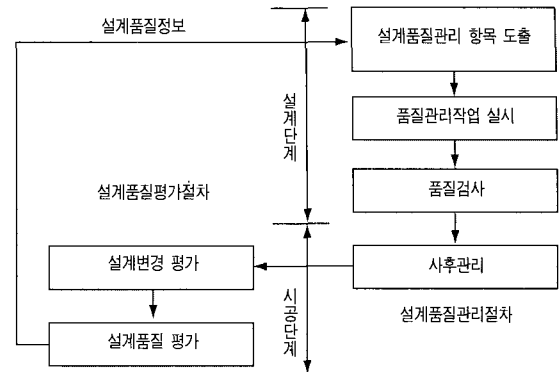 설계품질정보
설계품질관리 항목 도출
설계단계
품질관리작업 실시
품질검사
설계품질평가절차
설계변경 평가
사후관리
시공단계
설계품질관리절차
설계품질 평가